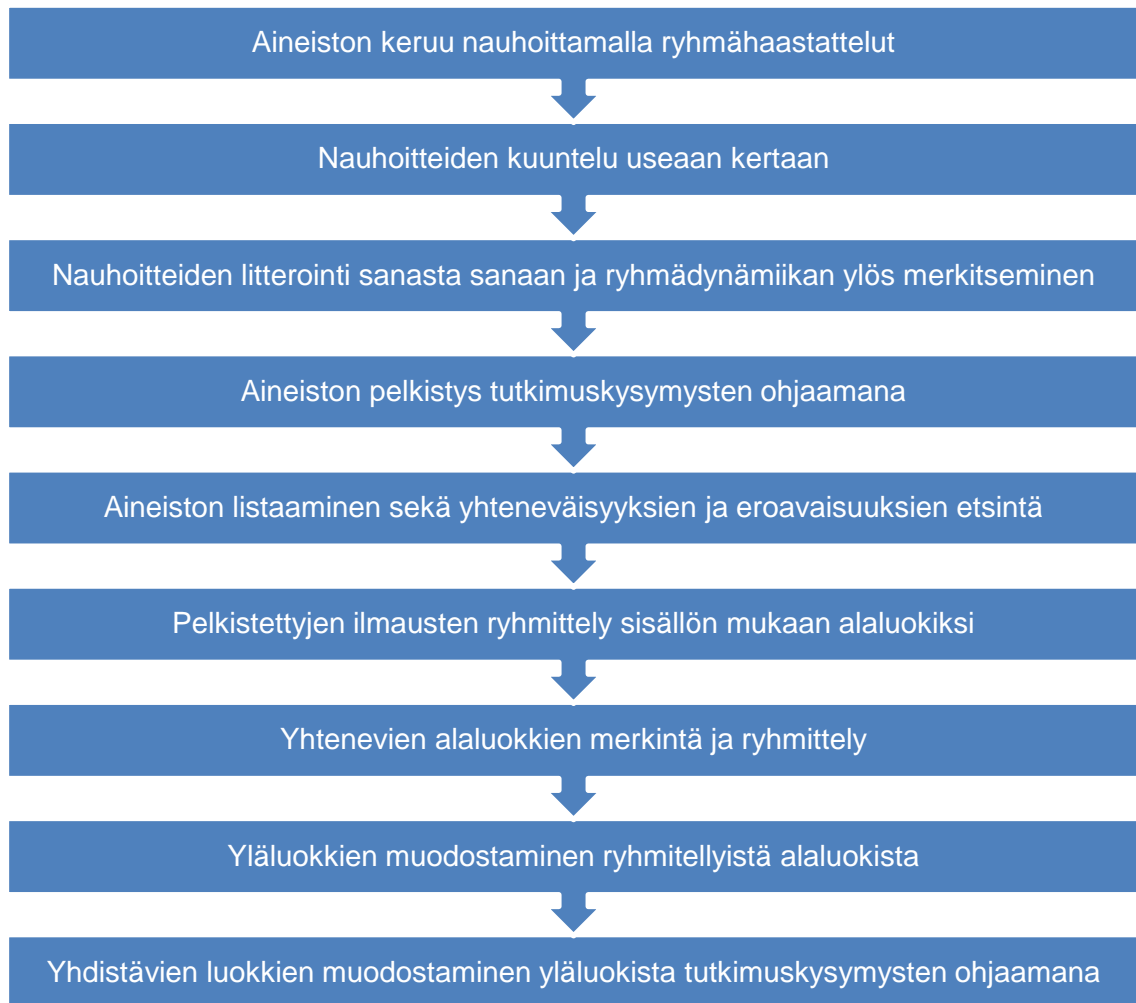 Aineiston keruu nauhoittamalla ryhmähaastattelut
Nauhoitteiden kuuntelu useaan kertaan
Nauhoitteiden litterointi sanasta sanaan ja ryhmädynämiikan ylös merkitseminen
Aineiston pelkistys tutkimuskysymysten ohjaamana
Aineiston listaaminen sekä yhteneväisyyksien ja eroavaisuuksien etsintä
Pelkistettyjen ilmausten ryhmittely sisällön mukaan alaluokiksi
Yhtenevien alaluokkien merkintä ja ryhmittely
Yläluokkien muodostaminen ryhmitellyistä alaluokista
Yhdistävien luokkien muodostaminen yläluokista tutkimuskysymysten ohjaamana